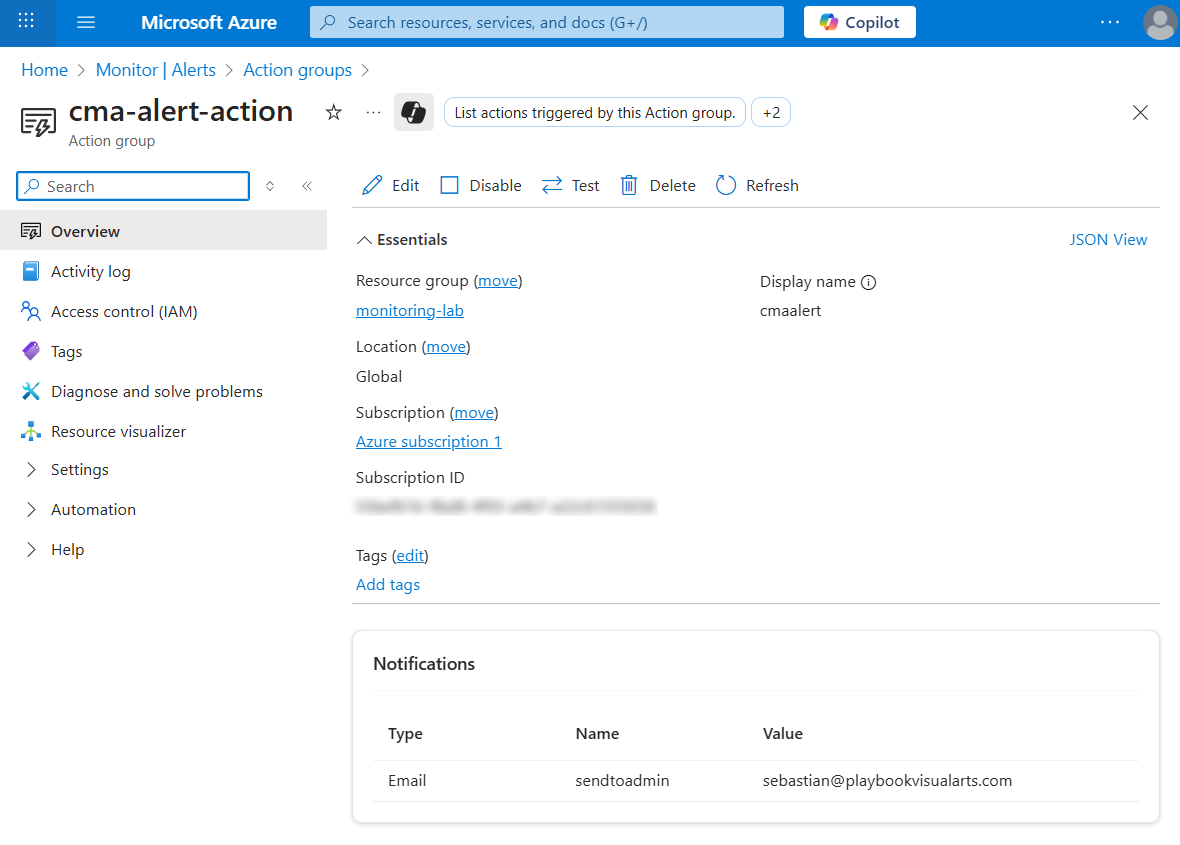 Microsoft Azure
Search resources, services, and docs (G+/)
Copilot
Home > Monitor | Alerts > Action groups >
cma-alert-action
Action group
List actions triggered by this Action group.
+2
Search
Edit
Disable
Test
Delete
Refresh
Overview
Activity log
Access control (IAM)
Tags
Diagnose and solve problems
Resource visualizer
Settings
Automation
Help
Essentials
JSON View
Resource group (move)
monitoring-lab
Display name
cmaalert
Location (move)
Global
Subscription (move)
Azure subscription 1
Subscription ID
Tags (edit)
Add tags
Notifications
Type Name Value
Email sendtoadmin sebastian@playbookvisualarts.com